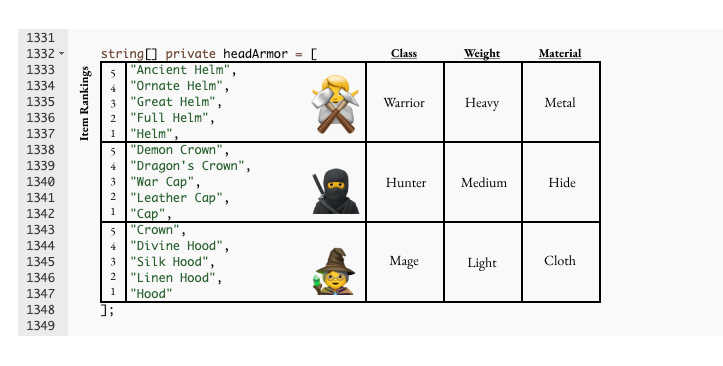 1331
1332 string[] private headArmor = [ Class Weight Material
Item Rankings
1333 5 "Ancient Helm",
1334 4 "Ornate Helm",
1335 3 "Great Helm", Warrior Heavy Metal
1336 2 "Full Helm",
1337 1 "Helm",
1338 5 "Demon Crown",
1339 4 "Dragon's Crown",
1340 3 "War Cap", Hunter Medium Hide
1341 2 "Leather Cap",
1342 1 "Cap",
1343 5 "Crown",
1344 4 "Divine Hood",
1345 3 "Silk Hood", Mage Light Cloth
1346 2 "Linen Hood",
1347 1 "Hood"
1348 ];
1349